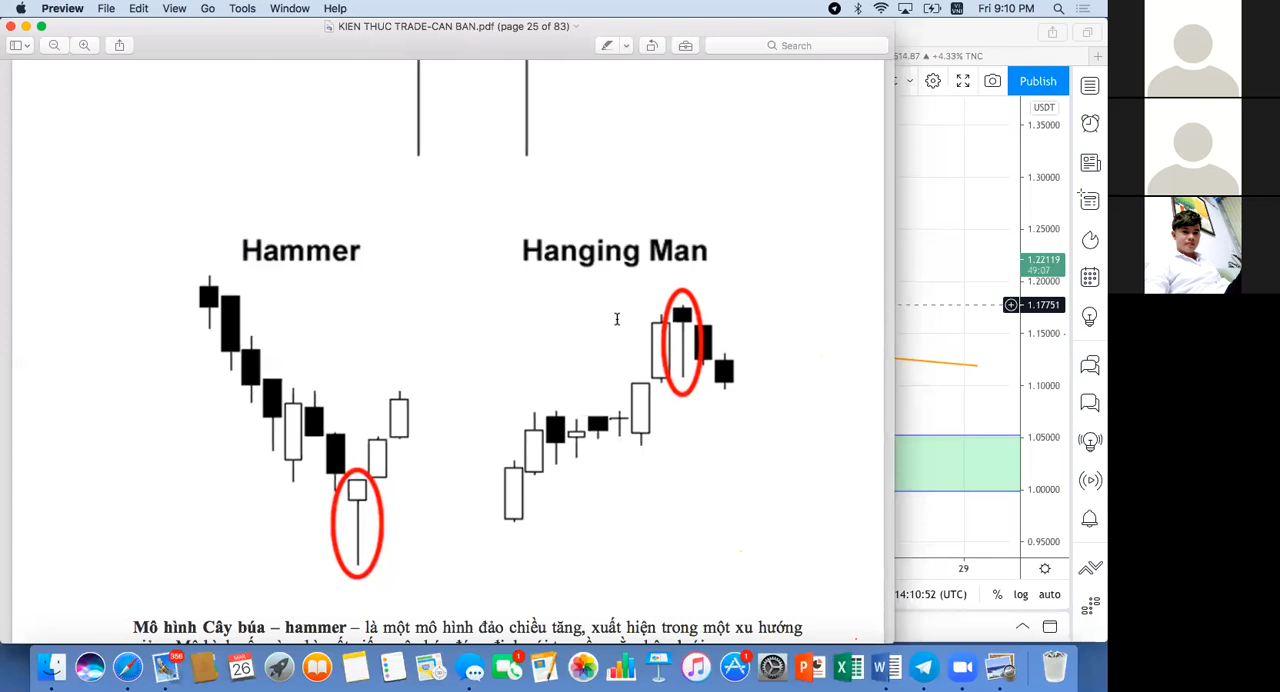 Preview File Edit View Go Tools Window Help
Fri 9:10 PM
KIEN THUC TRADE-CAN BAN.pdf (page 25 of 83)
Search
514.87 ▲ +4.33% TNC
Publish
USDT
1.35000
1.30000
1.25000
1.22119
49:07
1.20000
1.17751
1.15000
1.10000
1.05000
1.00000
0.95000
Hammer
Hanging Man
29
14:10:52 (UTC) % log auto
Mô hình Cây búa – hammer – là một mô hình đảo chiều tăng, xuất hiện trong một xu hướng